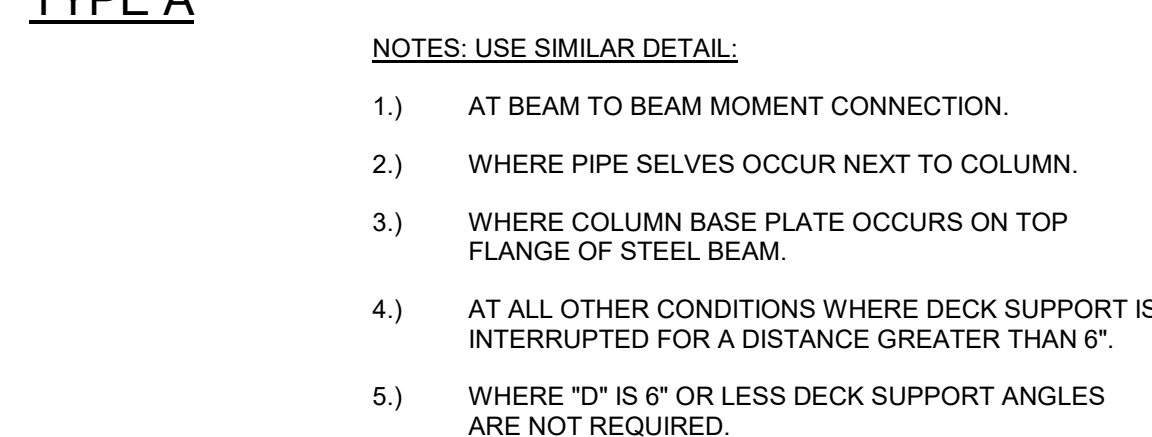 TYPE A
NOTES: USE SIMILAR DETAIL:
1.) AT BEAM TO BEAM MOMENT CONNECTION.
2.) WHERE PIPE SELVES OCCUR NEXT TO COLUMN.
3.) WHERE COLUMN BASE PLATE OCCURS ON TOP
FLANGE OF STEEL BEAM.
4.) AT ALL OTHER CONDITIONS WHERE DECK SUPPORT IS
INTERRUPTED FOR A DISTANCE GREATER THAN 6".
5.) WHERE "D" IS 6" OR LESS DECK SUPPORT ANGLES
ARE NOT REQUIRED.